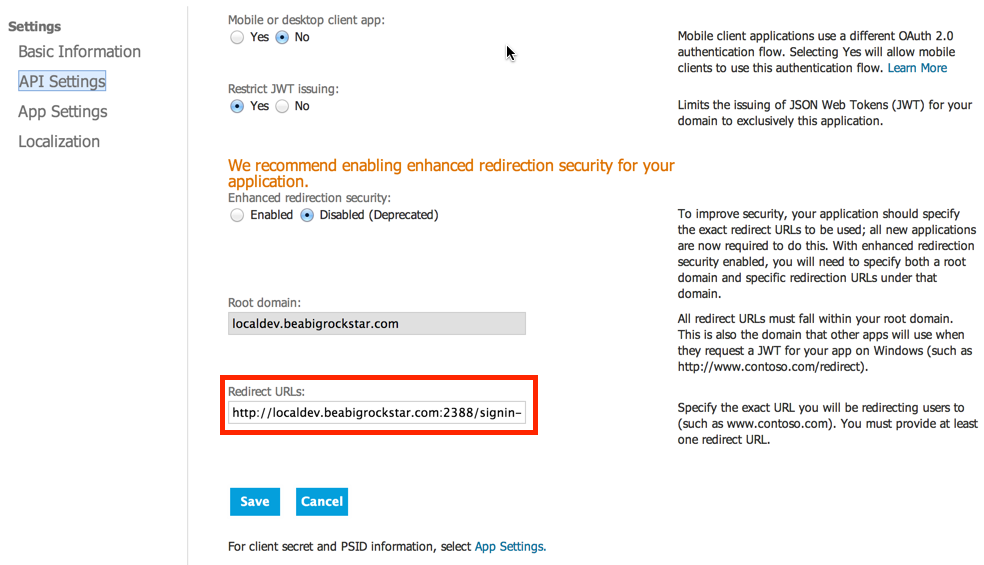 Settings
Basic Information
API Settings
App Settings
Localization
Mobile or desktop client app:
Yes No
Mobile client applications use a different OAuth 2.0
authentication flow. Selecting Yes will allow mobile
clients to use this authentication flow. Learn More
Restrict JWT issuing:
Yes No
Limits the issuing of JSON Web Tokens (JWT) for your
domain to exclusively this application.
We recommend enabling enhanced redirection security for your
application.
Enhanced redirection security:
Enabled Disabled (Deprecated)
To improve security, your application should specify
the exact redirect URLs to be used; all new applications
are now required to do this. With enhanced redirection
security enabled, you will need to specify both a root
domain and specific redirection URLs under that
domain.
Root domain:
localdev.beabigrockstar.com
All redirect URLs must fall within your root domain.
This is also the domain that other apps will use when
they request a JWT for your app on Windows (such as
http://www.contoso.com/redirect).
Redirect URLs:
http://localdev.beabigrockstar.com:2388/signin-
Specify the exact URL you will be redirecting users to
(such as www.contoso.com). You must provide at least
one redirect URL.
Save Cancel
For client secret and PSID information, select App Settings.